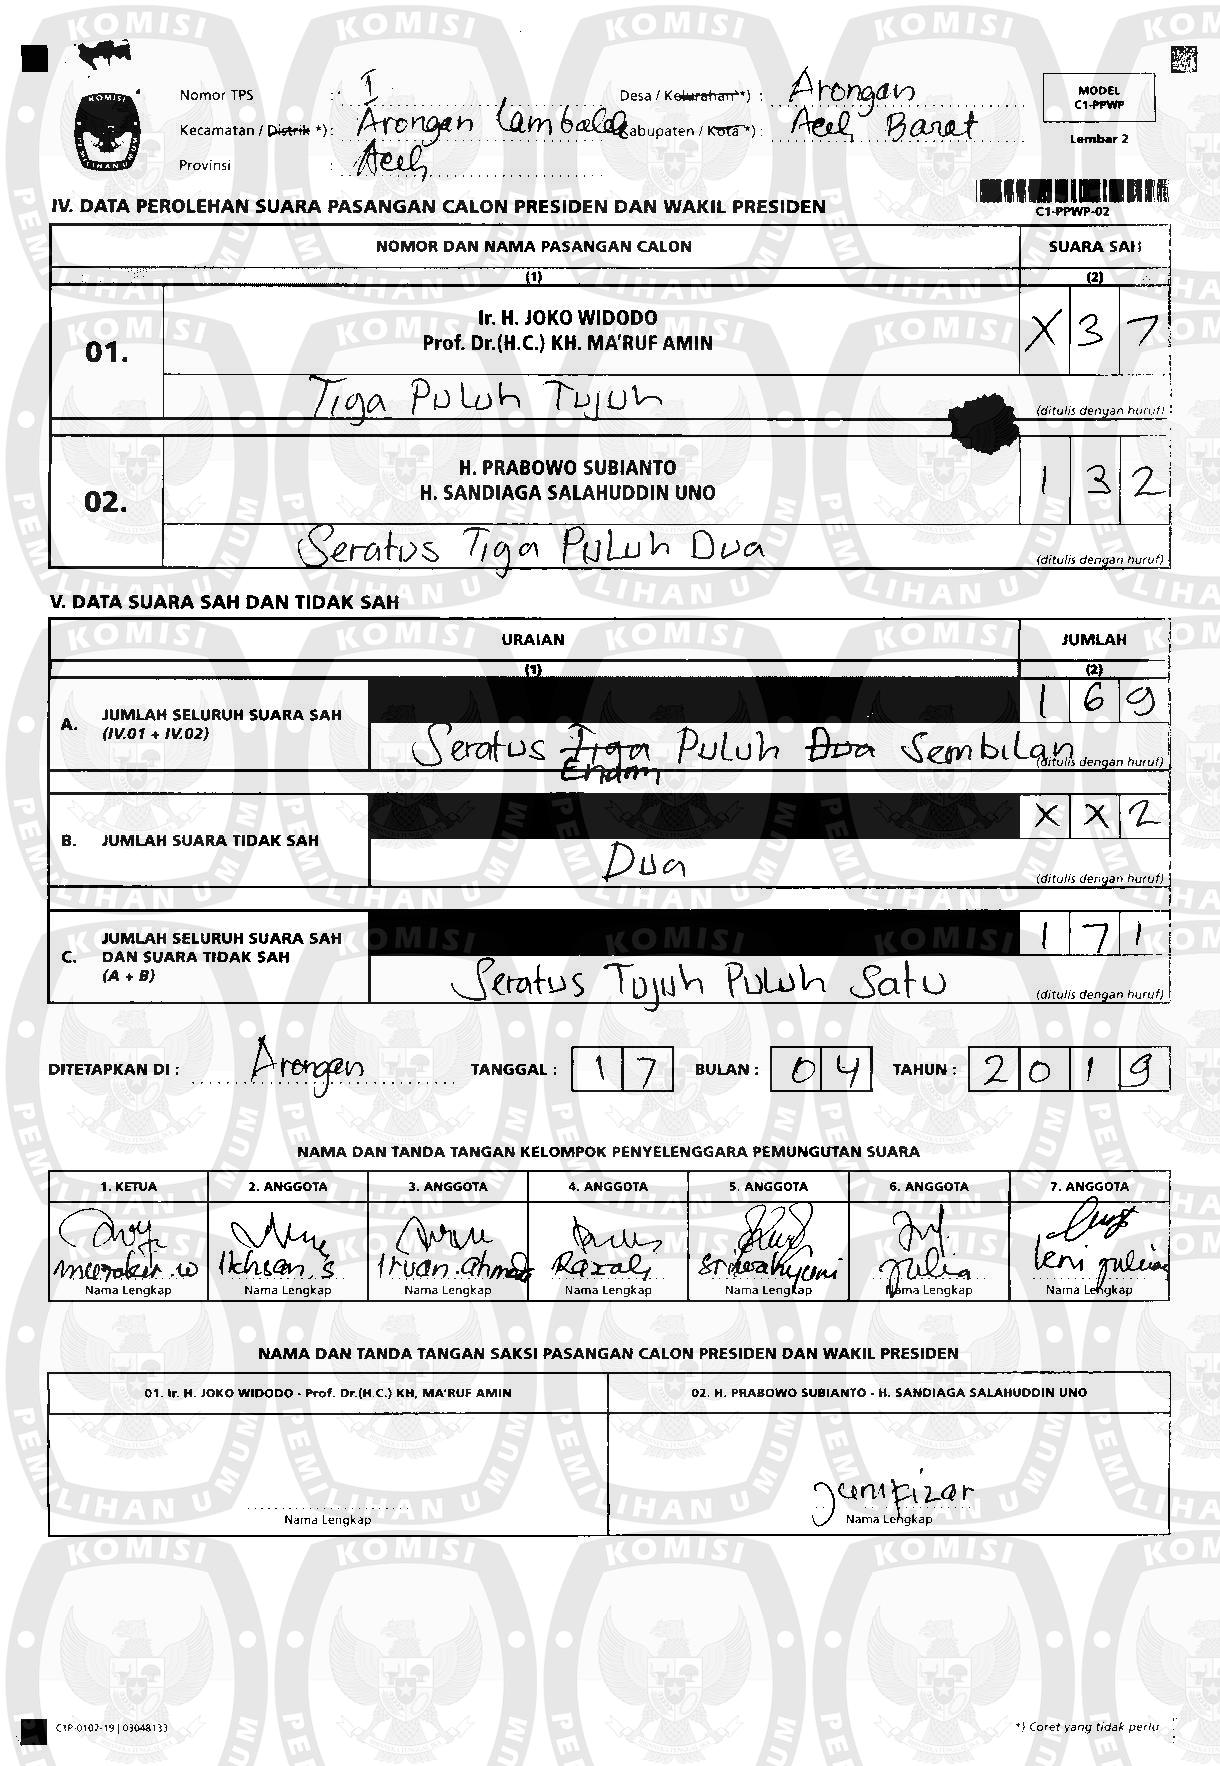 Nomor TPS : I
Desa / Kelurahan*) : Arongan
MODEL
C1-PPWP
Kecamatan / Distrik *) : Arongan Lambalek
Kabupaten / Kota *) : Aceh Barat
Lembar 2
Provinsi : Aceh
IV. DATA PEROLEHAN SUARA PASANGAN CALON PRESIDEN DAN WAKIL PRESIDEN
C1-PPWP-02
NOMOR DAN NAMA PASANGAN CALON SUARA SAH
(1) (2)
01. Ir. H. JOKO WIDODO
Prof. Dr.(H.C.) KH. MA'RUF AMIN
X 3 7
Tiga Puluh Tujuh
(ditulis dengan huruf)
02. H. PRABOWO SUBIANTO
H. SANDIAGA SALAHUDDIN UNO
1 3 2
Seratus Tiga Puluh Dua
(ditulis dengan huruf)
V. DATA SUARA SAH DAN TIDAK SAH
URAIAN JUMLAH
(1) (2)
A. JUMLAH SELURUH SUARA SAH
(IV.01 + IV.02)
1 6 9
Seratus Tiga Puluh Dua Sembilan
Enam
(ditulis dengan huruf)
B. JUMLAH SUARA TIDAK SAH
X X 2
Dua
(ditulis dengan huruf)
C. JUMLAH SELURUH SUARA SAH
DAN SUARA TIDAK SAH
(A + B)
1 7 1
Seratus Tujuh Puluh Satu
(ditulis dengan huruf)
DITETAPKAN DI : Arongan TANGGAL : 1 7 BULAN : 0 4 TAHUN : 2 0 1 9
NAMA DAN TANDA TANGAN KELOMPOK PENYELENGGARA PEMUNGUTAN SUARA
1. KETUA 2. ANGGOTA 3. ANGGOTA 4. ANGGOTA 5. ANGGOTA 6. ANGGOTA 7. ANGGOTA
Ikhsan.s Irvan.ahmad Razali Sri wahyuni Julia Leni
Nama Lengkap Nama Lengkap Nama Lengkap Nama Lengkap Nama Lengkap Nama Lengkap Nama Lengkap
NAMA DAN TANDA TANGAN SAKSI PASANGAN CALON PRESIDEN DAN WAKIL PRESIDEN
01. Ir. H. JOKO WIDODO - Prof. Dr.(H.C.) KH, MA'RUF AMIN
02. H. PRABOWO SUBIANTO - H. SANDIAGA SALAHUDDIN UNO
Jumpizar
Nama Lengkap Nama Lengkap
C1P-0102-19 | 03048133
*) Coret yang tidak perlu